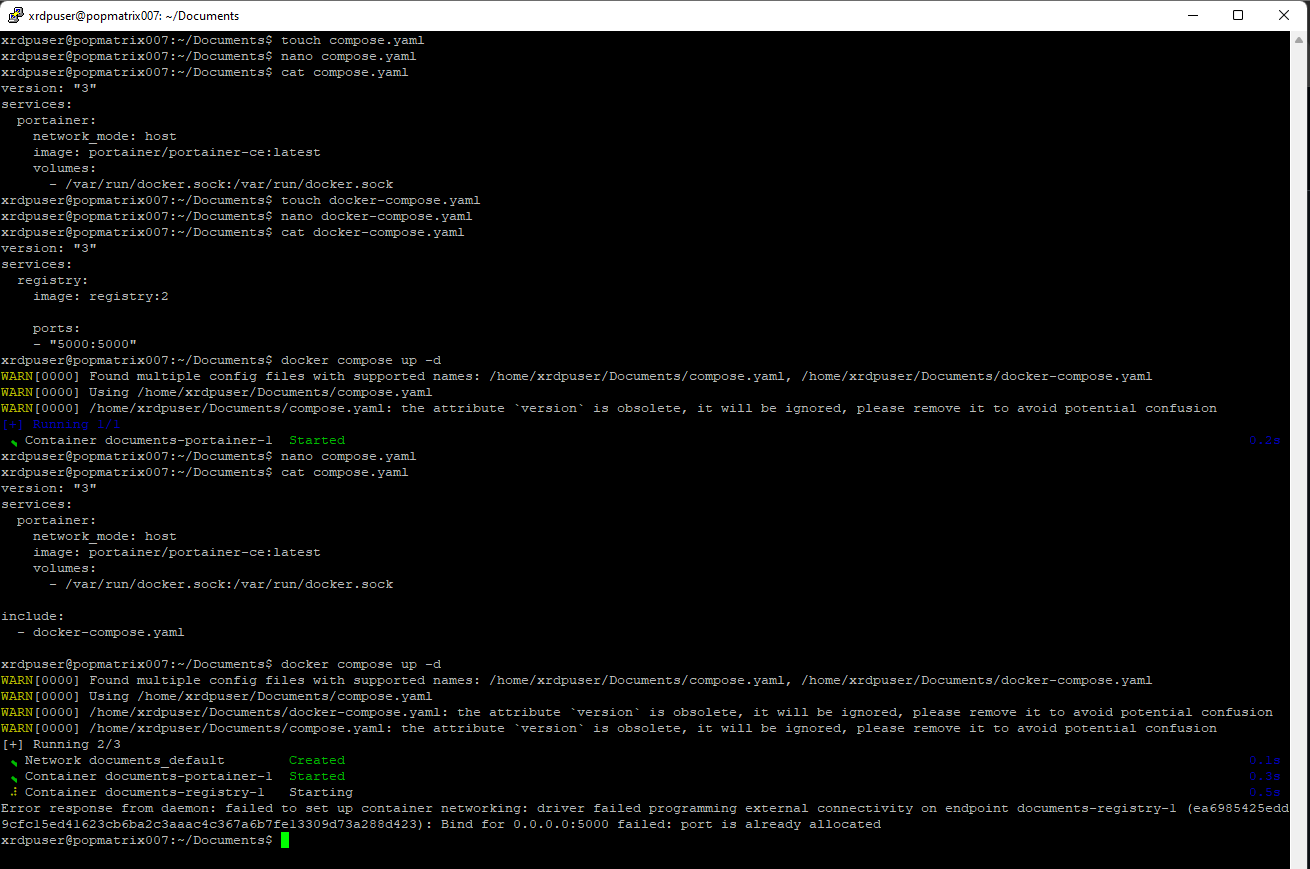 xrdpuser@popmatrix007: ~/Documents
xrdpuser@popmatrix007:~/Documents$ touch compose.yaml
xrdpuser@popmatrix007:~/Documents$ nano compose.yaml
xrdpuser@popmatrix007:~/Documents$ cat compose.yaml
version: "3"
services:
  portainer:
    network_mode: host
    image: portainer/portainer-ce:latest
    volumes:
      - /var/run/docker.sock:/var/run/docker.sock
xrdpuser@popmatrix007:~/Documents$ touch docker-compose.yaml
xrdpuser@popmatrix007:~/Documents$ nano docker-compose.yaml
xrdpuser@popmatrix007:~/Documents$ cat docker-compose.yaml
version: "3"
services:
  registry:
    image: registry:2

    ports:
    - "5000:5000"
xrdpuser@popmatrix007:~/Documents$ docker compose up -d
WARN[0000] Found multiple config files with supported names: /home/xrdpuser/Documents/compose.yaml, /home/xrdpuser/Documents/docker-compose.yaml
WARN[0000] Using /home/xrdpuser/Documents/compose.yaml
WARN[0000] /home/xrdpuser/Documents/compose.yaml: the attribute `version` is obsolete, it will be ignored, please remove it to avoid potential confusion
[+] Running 1/1
Container documents-portainer-1  Started 0.2s
xrdpuser@popmatrix007:~/Documents$ nano compose.yaml
xrdpuser@popmatrix007:~/Documents$ cat compose.yaml
version: "3"
services:
  portainer:
    network_mode: host
    image: portainer/portainer-ce:latest
    volumes:
      - /var/run/docker.sock:/var/run/docker.sock

include:
  - docker-compose.yaml

xrdpuser@popmatrix007:~/Documents$ docker compose up -d
WARN[0000] Found multiple config files with supported names: /home/xrdpuser/Documents/compose.yaml, /home/xrdpuser/Documents/docker-compose.yaml
WARN[0000] Using /home/xrdpuser/Documents/compose.yaml
WARN[0000] /home/xrdpuser/Documents/docker-compose.yaml: the attribute `version` is obsolete, it will be ignored, please remove it to avoid potential confusion
WARN[0000] /home/xrdpuser/Documents/compose.yaml: the attribute `version` is obsolete, it will be ignored, please remove it to avoid potential confusion
[+] Running 2/3
Network documents_default        Created 0.1s
Container documents-portainer-1  Started 0.3s
Container documents-registry-1   Starting 0.5s
Error response from daemon: failed to set up container networking: driver failed programming external connectivity on endpoint documents-registry-1 (ea6985425edd
9cfc15ed41623cb6ba2c3aaac4c367a6b7fe13309d73a288d423): Bind for 0.0.0.0:5000 failed: port is already allocated
xrdpuser@popmatrix007:~/Documents$